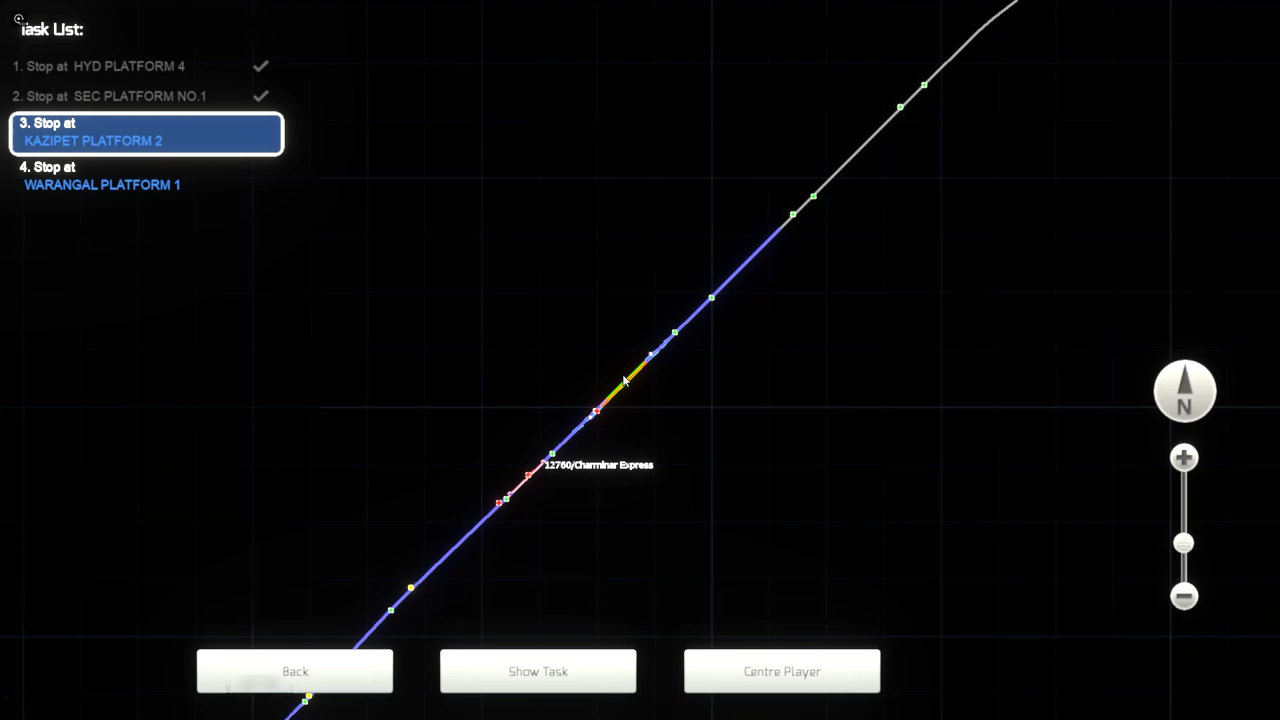 Task List:
1. Stop at HYD PLATFORM 4
2. Stop at SEC PLATFORM NO.1
3. Stop at
KAZIPET PLATFORM 2
4. Stop at
WARANGAL PLATFORM 1
12760/Charminar Express
N
Back
Show Task
Centre Player